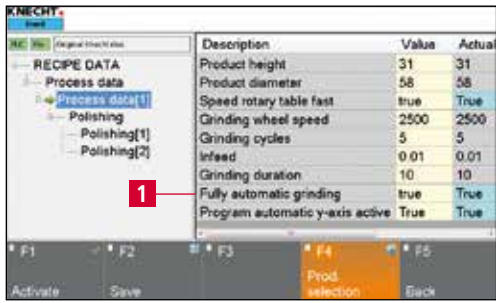 KNECHT
RECIPE DATA
Process data
Process data[1]
Polishing
Polishing[1]
Polishing[2]
Description Value Actua
Product height 31 31
Product diameter 58 58
Speed rotary table fast true True
Grinding wheel speed 2500 2500
Grinding cycles 5 5
Infeed 0.01 0.01
Grinding duration 10 10
1
Fully automatic grinding true True
Program automatic y-axis active True True
F1 F2 F3 F4 F5
Activate Save Prod. selection Back